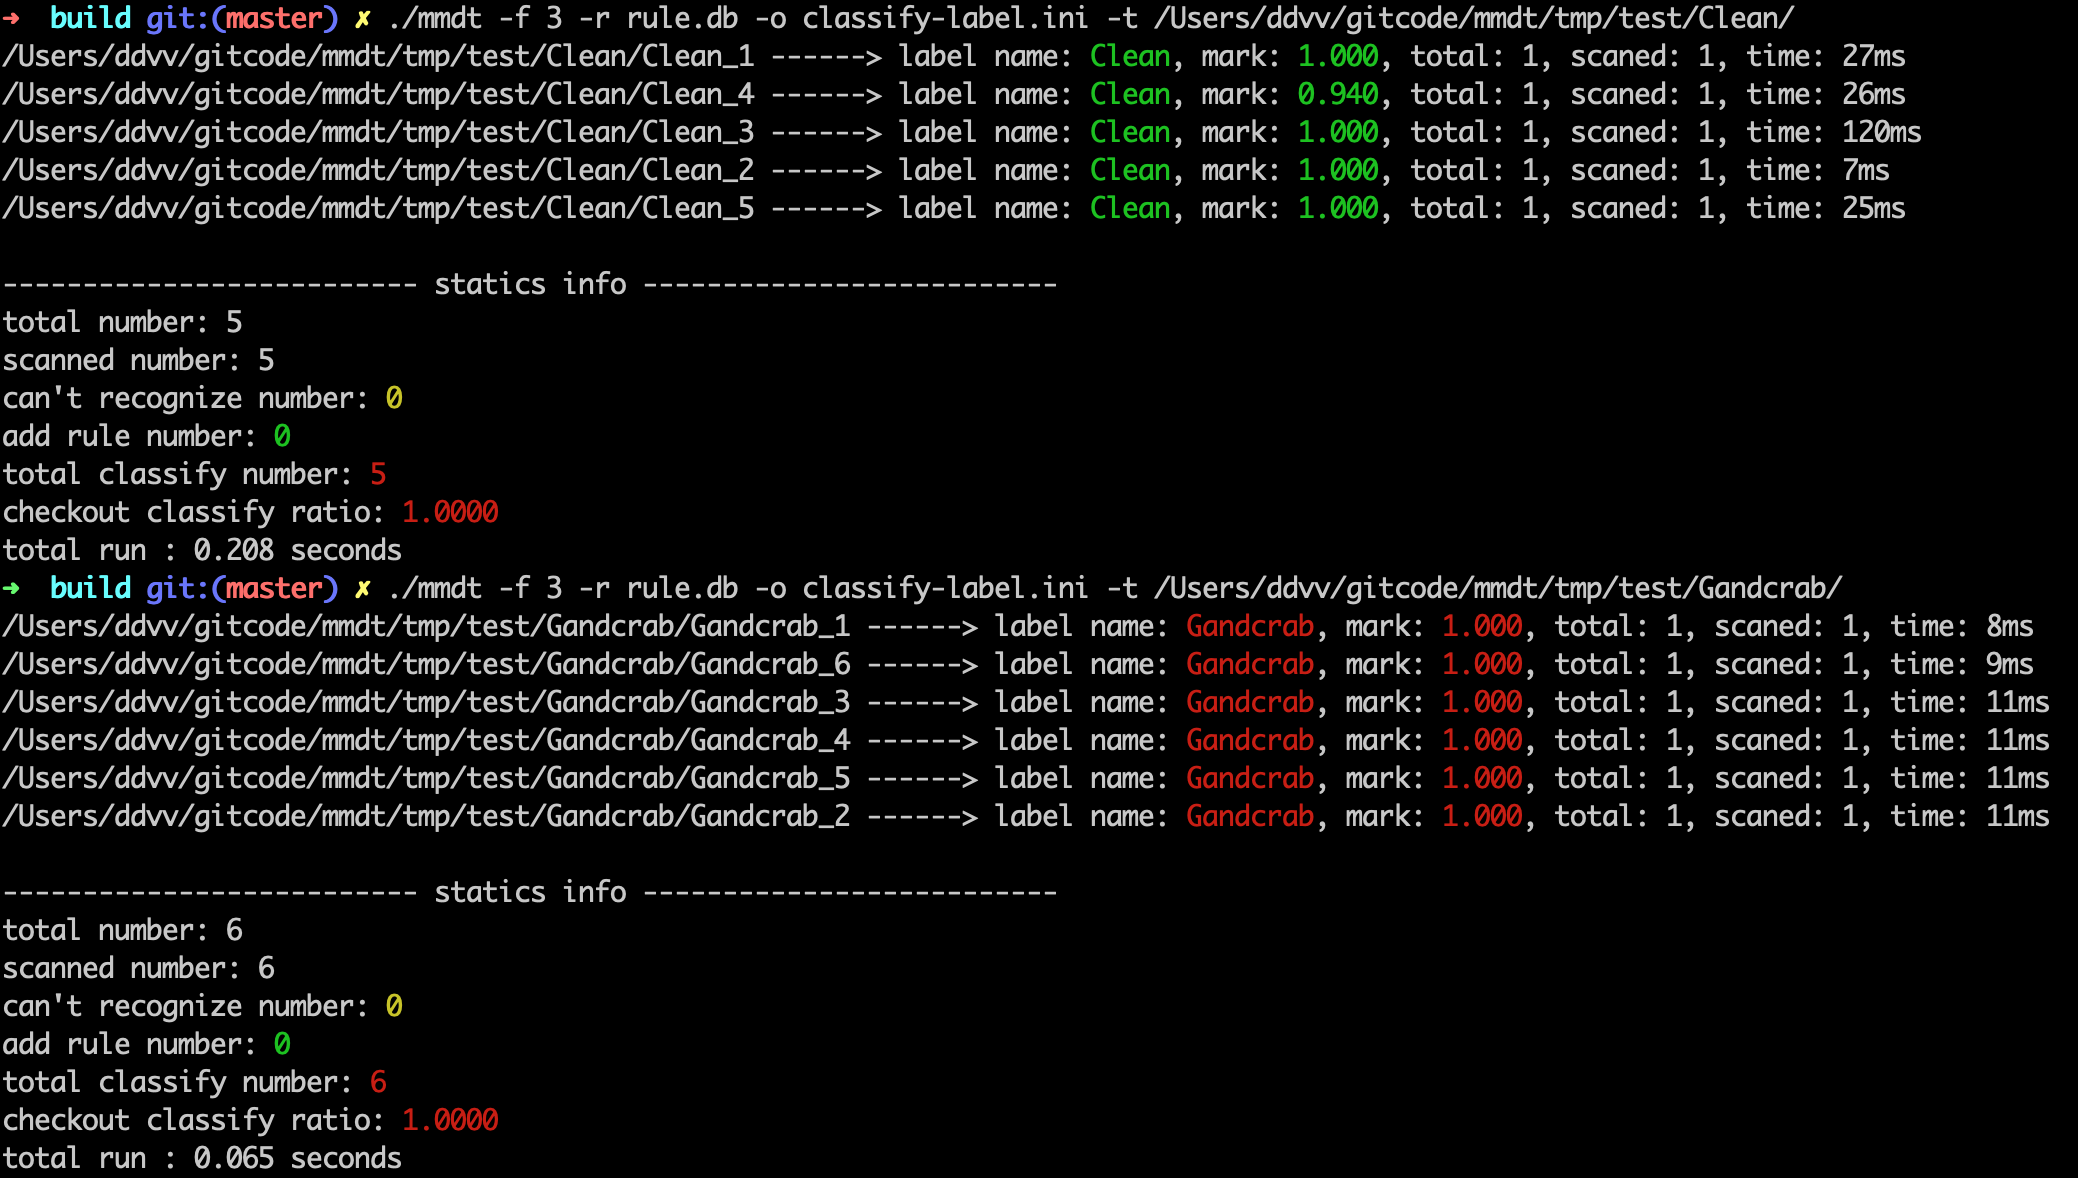 ➜  build git:(master) ✗ ./mmdt -f 3 -r rule.db -o classify-label.ini -t /Users/ddvv/gitcode/mmdt/tmp/test/Clean/
/Users/ddvv/gitcode/mmdt/tmp/test/Clean/Clean_1 ------> label name: Clean, mark: 1.000, total: 1, scaned: 1, time: 27ms
/Users/ddvv/gitcode/mmdt/tmp/test/Clean/Clean_4 ------> label name: Clean, mark: 0.940, total: 1, scaned: 1, time: 26ms
/Users/ddvv/gitcode/mmdt/tmp/test/Clean/Clean_3 ------> label name: Clean, mark: 1.000, total: 1, scaned: 1, time: 120ms
/Users/ddvv/gitcode/mmdt/tmp/test/Clean/Clean_2 ------> label name: Clean, mark: 1.000, total: 1, scaned: 1, time: 7ms
/Users/ddvv/gitcode/mmdt/tmp/test/Clean/Clean_5 ------> label name: Clean, mark: 1.000, total: 1, scaned: 1, time: 25ms
-------------------------- statics info --------------------------
total number: 5
scanned number: 5
can't recognize number: 0
add rule number: 0
total classify number: 5
checkout classify ratio: 1.0000
total run : 0.208 seconds
➜  build git:(master) ✗ ./mmdt -f 3 -r rule.db -o classify-label.ini -t /Users/ddvv/gitcode/mmdt/tmp/test/Gandcrab/
/Users/ddvv/gitcode/mmdt/tmp/test/Gandcrab/Gandcrab_1 ------> label name: Gandcrab, mark: 1.000, total: 1, scaned: 1, time: 8ms
/Users/ddvv/gitcode/mmdt/tmp/test/Gandcrab/Gandcrab_6 ------> label name: Gandcrab, mark: 1.000, total: 1, scaned: 1, time: 9ms
/Users/ddvv/gitcode/mmdt/tmp/test/Gandcrab/Gandcrab_3 ------> label name: Gandcrab, mark: 1.000, total: 1, scaned: 1, time: 11ms
/Users/ddvv/gitcode/mmdt/tmp/test/Gandcrab/Gandcrab_4 ------> label name: Gandcrab, mark: 1.000, total: 1, scaned: 1, time: 11ms
/Users/ddvv/gitcode/mmdt/tmp/test/Gandcrab/Gandcrab_5 ------> label name: Gandcrab, mark: 1.000, total: 1, scaned: 1, time: 11ms
/Users/ddvv/gitcode/mmdt/tmp/test/Gandcrab/Gandcrab_2 ------> label name: Gandcrab, mark: 1.000, total: 1, scaned: 1, time: 11ms
-------------------------- statics info --------------------------
total number: 6
scanned number: 6
can't recognize number: 0
add rule number: 0
total classify number: 6
checkout classify ratio: 1.0000
total run : 0.065 seconds